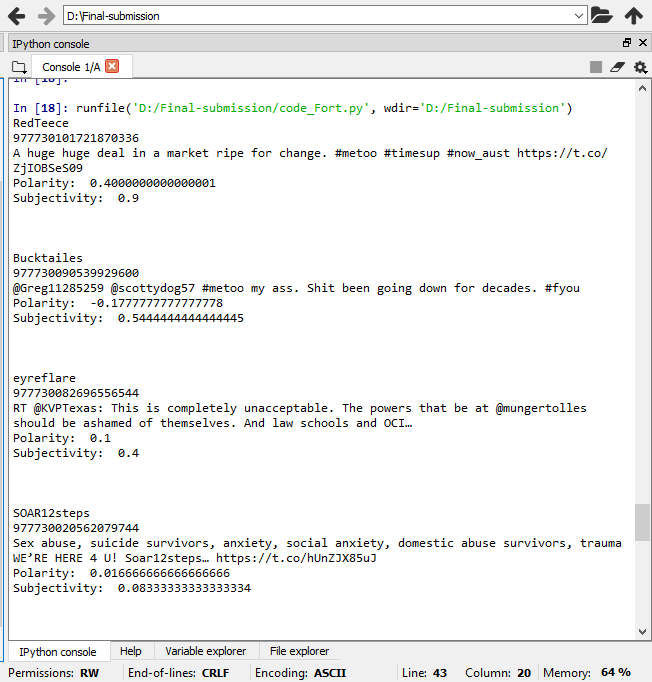 D:\Final-submission
IPython console
Console 1/A
In [18]: runfile('D:/Final-submission/code_Fort.py', wdir='D:/Final-submission')
RedTeece
977730101721870336
A huge huge deal in a market ripe for change. #metoo #timesup #now_aust https://t.co/
ZjIOBSeS09
Polarity:  0.4000000000000001
Subjectivity:  0.9
Bucktailes
977730090539929600
@Greg11285259 @scottydog57 #metoo my ass. Shit been going down for decades. #fyou
Polarity:  -0.1777777777777778
Subjectivity:  0.5444444444444445
eyreflare
977730082696556544
RT @KVPTexas: This is completely unacceptable. The powers that be at @mungertolles
should be ashamed of themselves. And law schools and OCI…
Polarity:  0.1
Subjectivity:  0.4
SOAR12steps
977730020562079744
Sex abuse, suicide survivors, anxiety, social anxiety, domestic abuse survivors, trauma
WE’RE HERE 4 U! Soar12steps… https://t.co/hUnZJX85uJ
Polarity:  0.016666666666666666
Subjectivity:  0.08333333333333334
IPython console Help Variable explorer File explorer
Permissions: RW End-of-lines: CRLF Encoding: ASCII Line: 43 Column: 20 Memory: 64 %